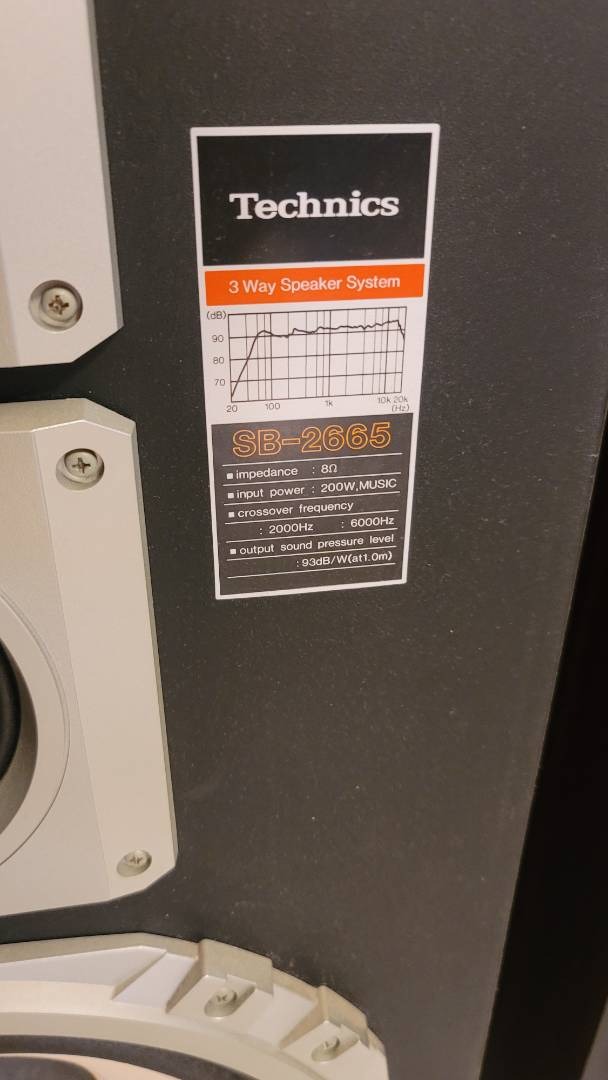 Technics
3 Way Speaker System
(dB)
90
80
70
20 100 1k 10k 20k
(Hz)
SB-2665
■ impedance : 8Ω
■ input power : 200W,MUSIC
■ crossover frequency
: 2000Hz : 6000Hz
■ output sound pressure level
: 93dB/W(at1.0m)